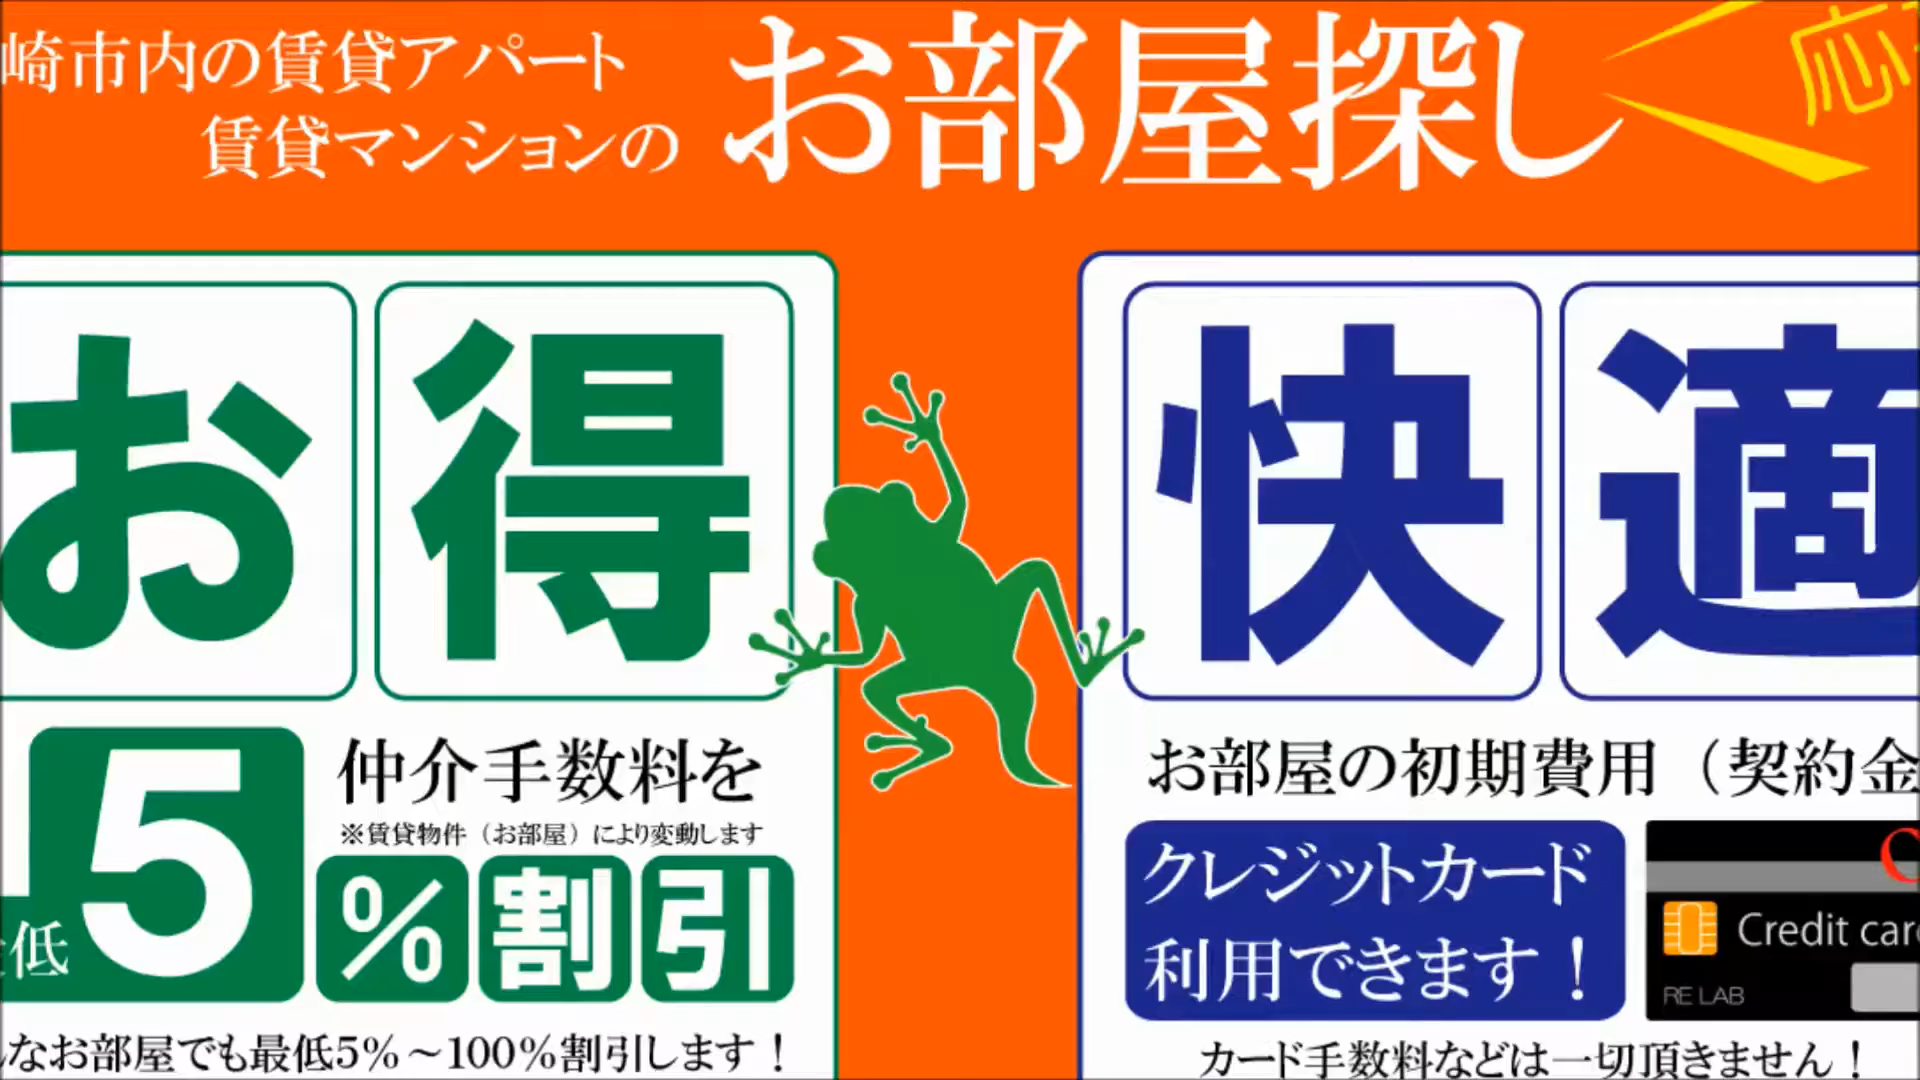 崎市内の賃貸アパート
賃貸マンションの
お部屋探し
応
お得
仲介手数料を
※賃貸物件（お部屋）により変動します
低
5
%割引
なお部屋でも最低5%～100%割引します！
快適
お部屋の初期費用（契約金
クレジットカード
利用できます！
Credit card
RE LAB
カード手数料などは一切頂きません！